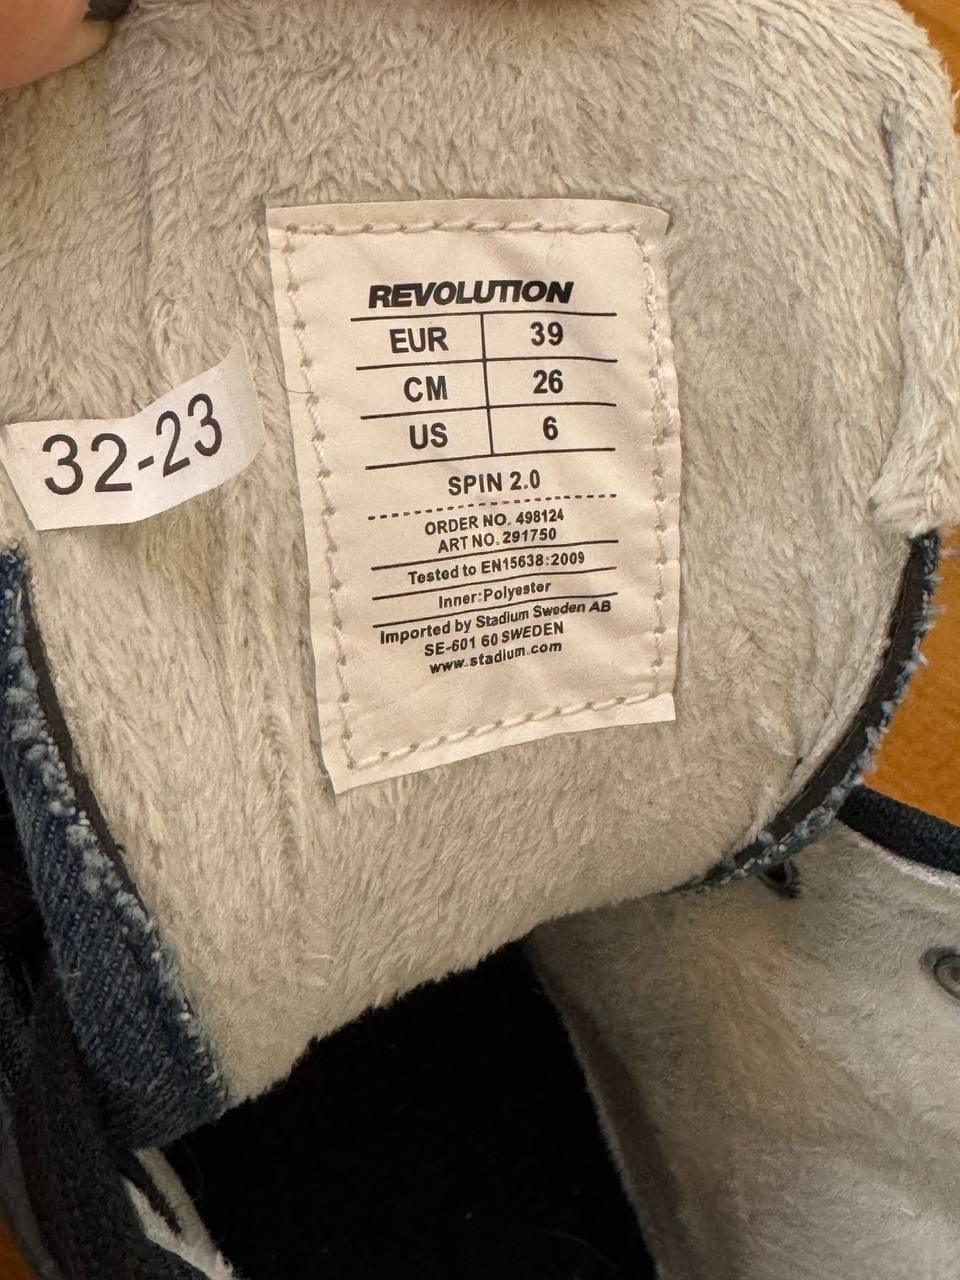 REVOLUTION
EUR 39
CM 26
US 6
SPIN 2.0
ORDER NO. 498124
ART NO. 291750
Tested to EN15638:2009
Inner:Polyester
Imported by Stadium Sweden AB
SE-601 60 SWEDEN
www.stadium.com
32-23